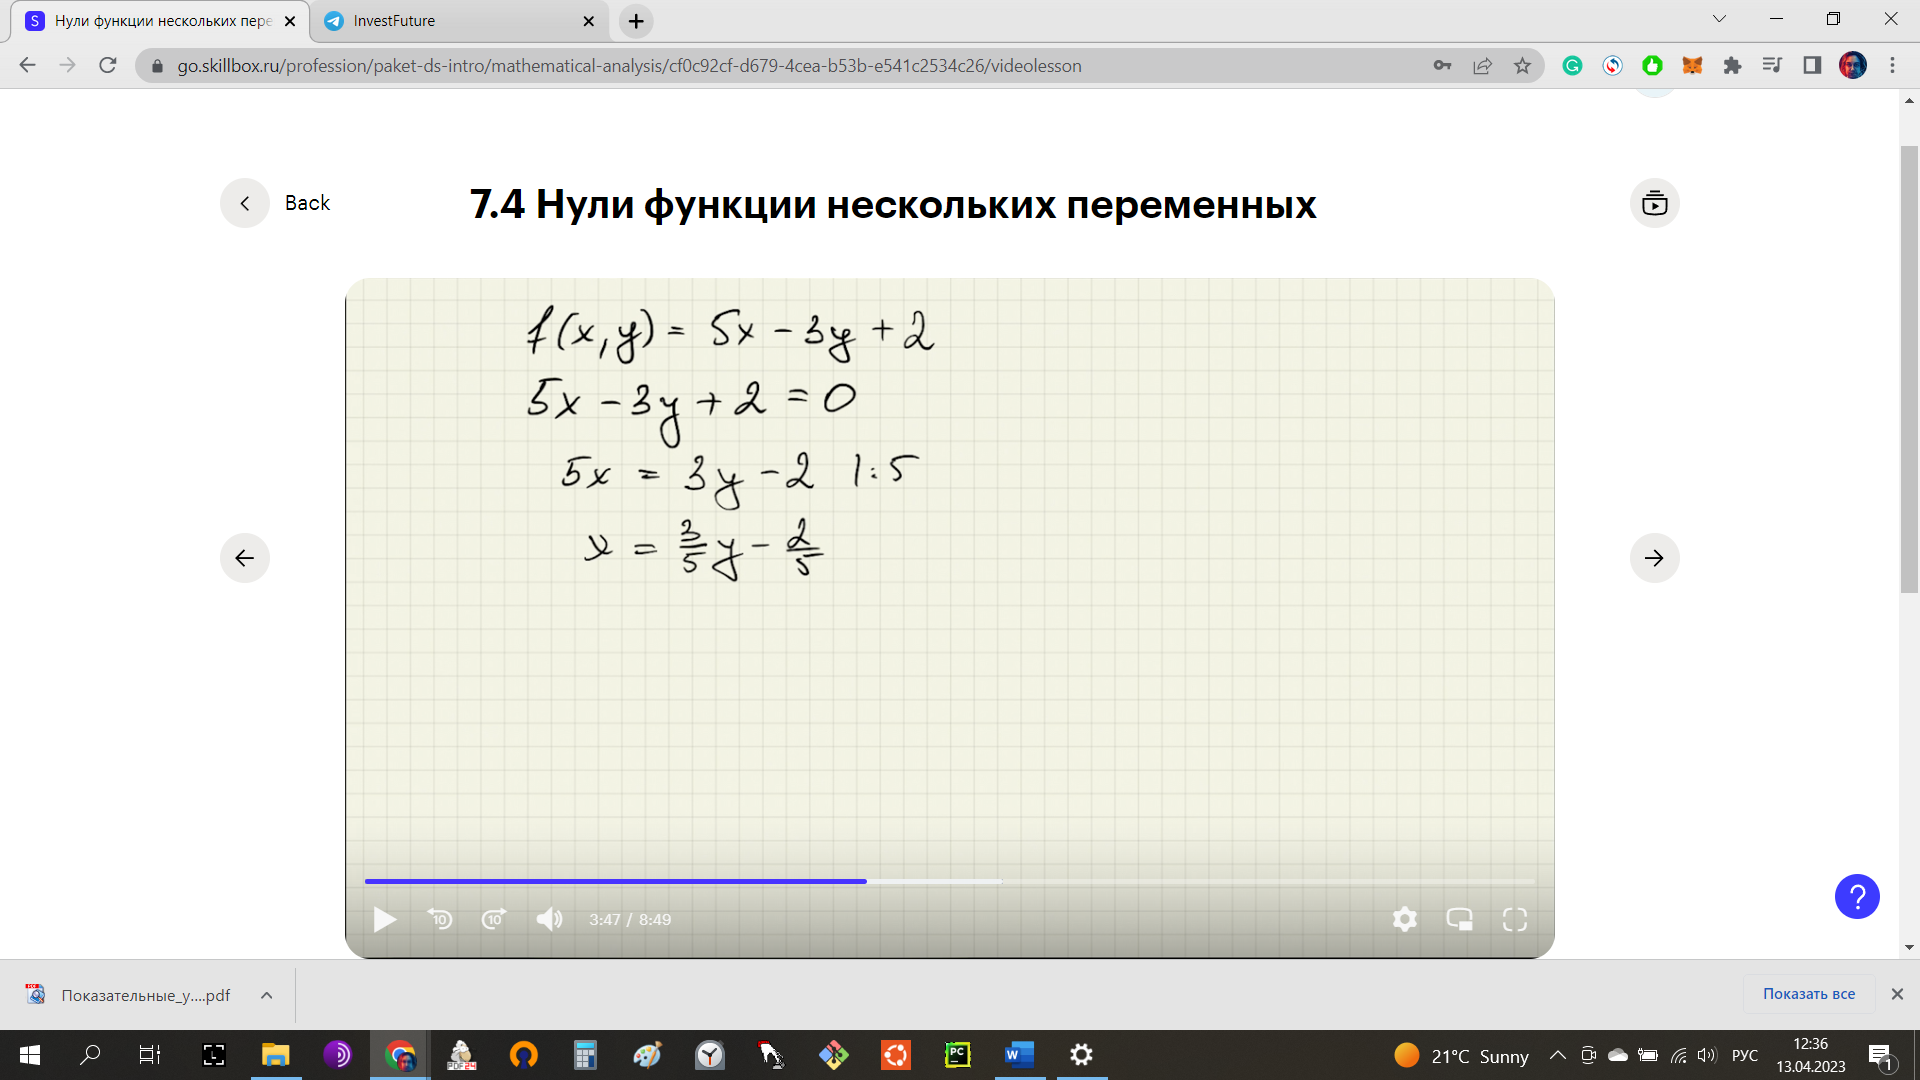 Нули функции нескольких пере
InvestFuture
go.skillbox.ru/profession/paket-ds-intro/mathematical-analysis/cf0c92cf-d679-4cea-b53b-e541c2534c26/videolesson
Back
7.4 Нули функции нескольких переменных
f(x,y) = 5x - 3y + 2
5x - 3y + 2 = 0
5x = 3y - 2 |:5
x = 3/5 y - 2/5
10
10
3:47 / 8:49
?
Показательные_у....pdf
Показать все
21°C Sunny
РУС
12:36
13.04.2023
1